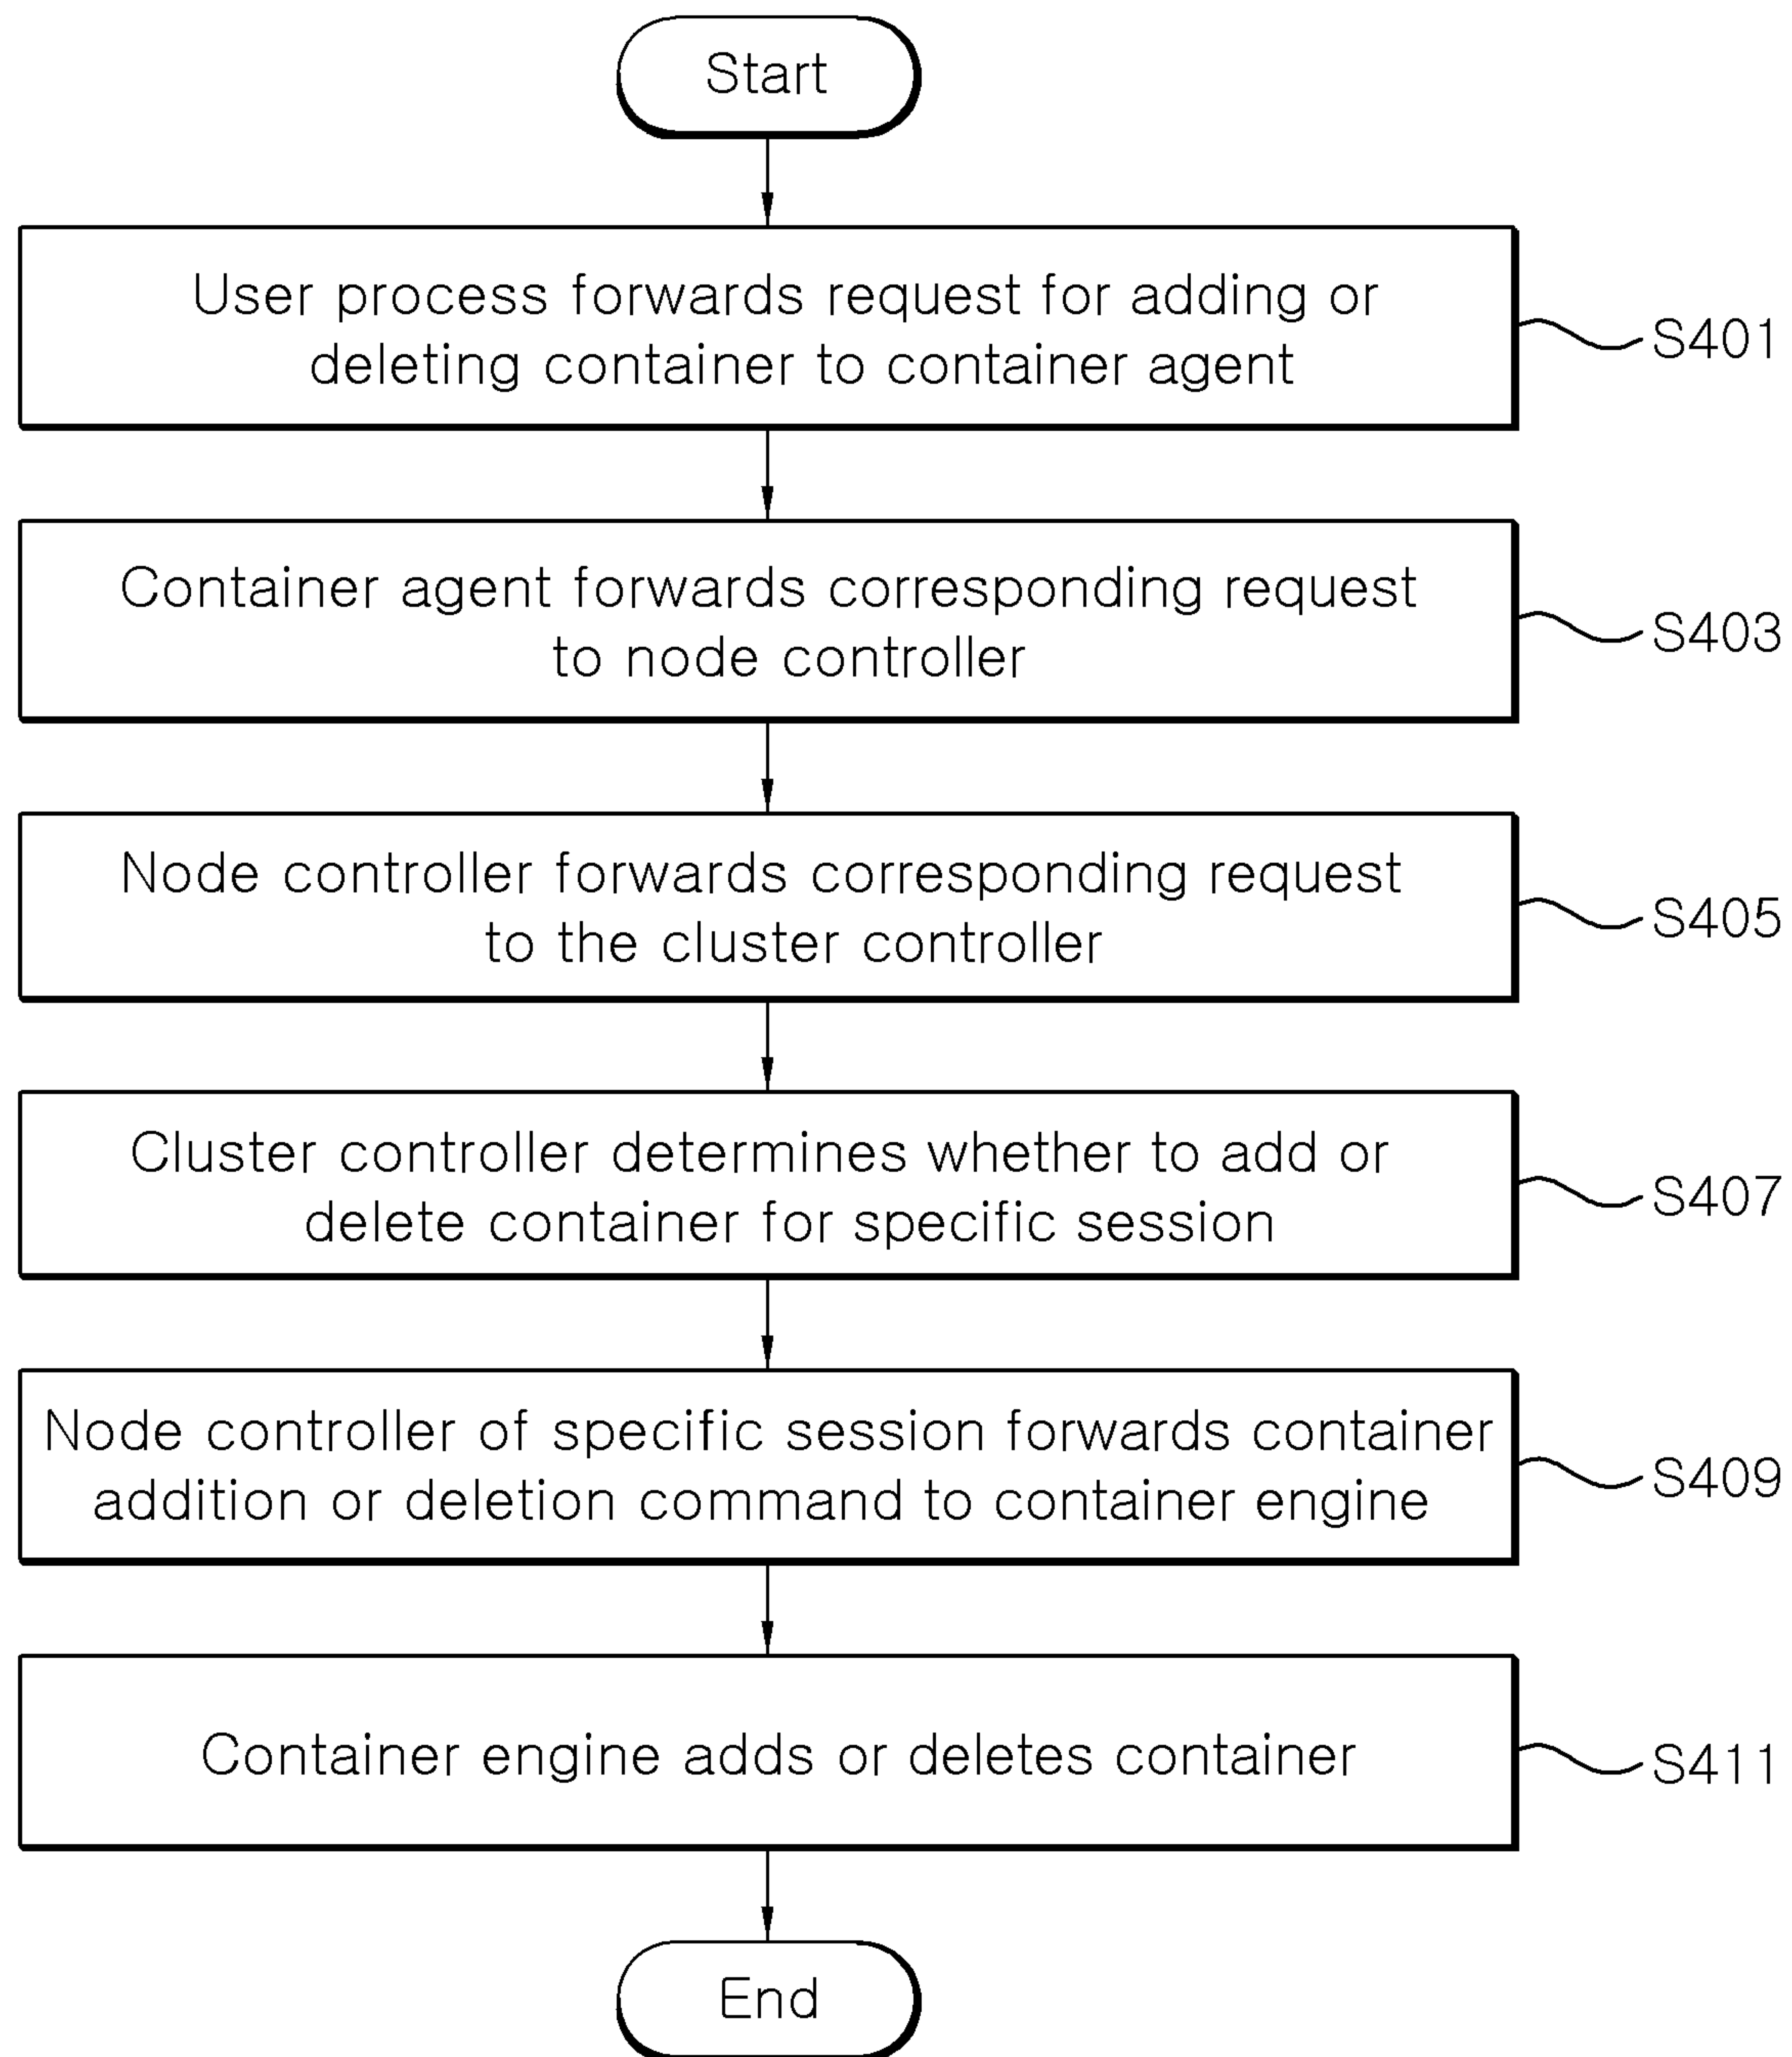 Start
User process forwards request for adding or
deleting container to container agent
S401
Container agent forwards corresponding request
to node controller
S403
Node controller forwards corresponding request
to the cluster controller
S405
Cluster controller determines whether to add or
delete container for specific session
S407
Node controller of specific session forwards container
addition or deletion command to container engine
S409
Container engine adds or deletes container
S411
End